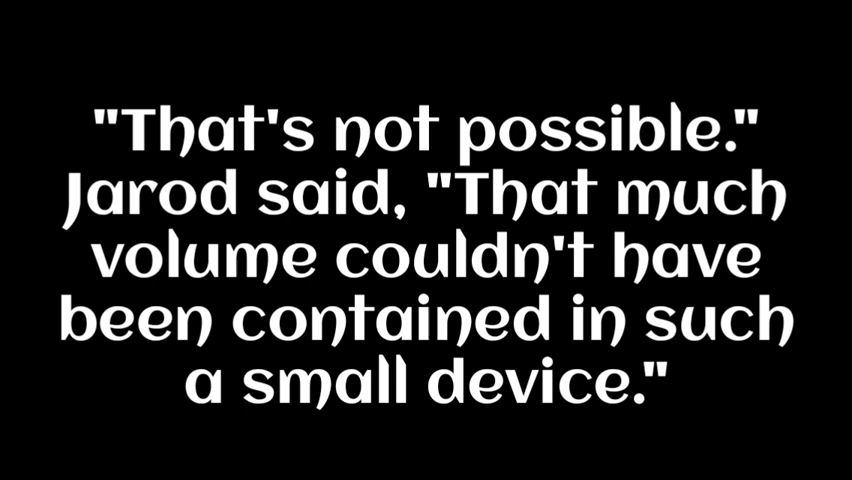 "That's not possible."
Jarod said, "That much
volume couldn't have
been contained in such
a small device."